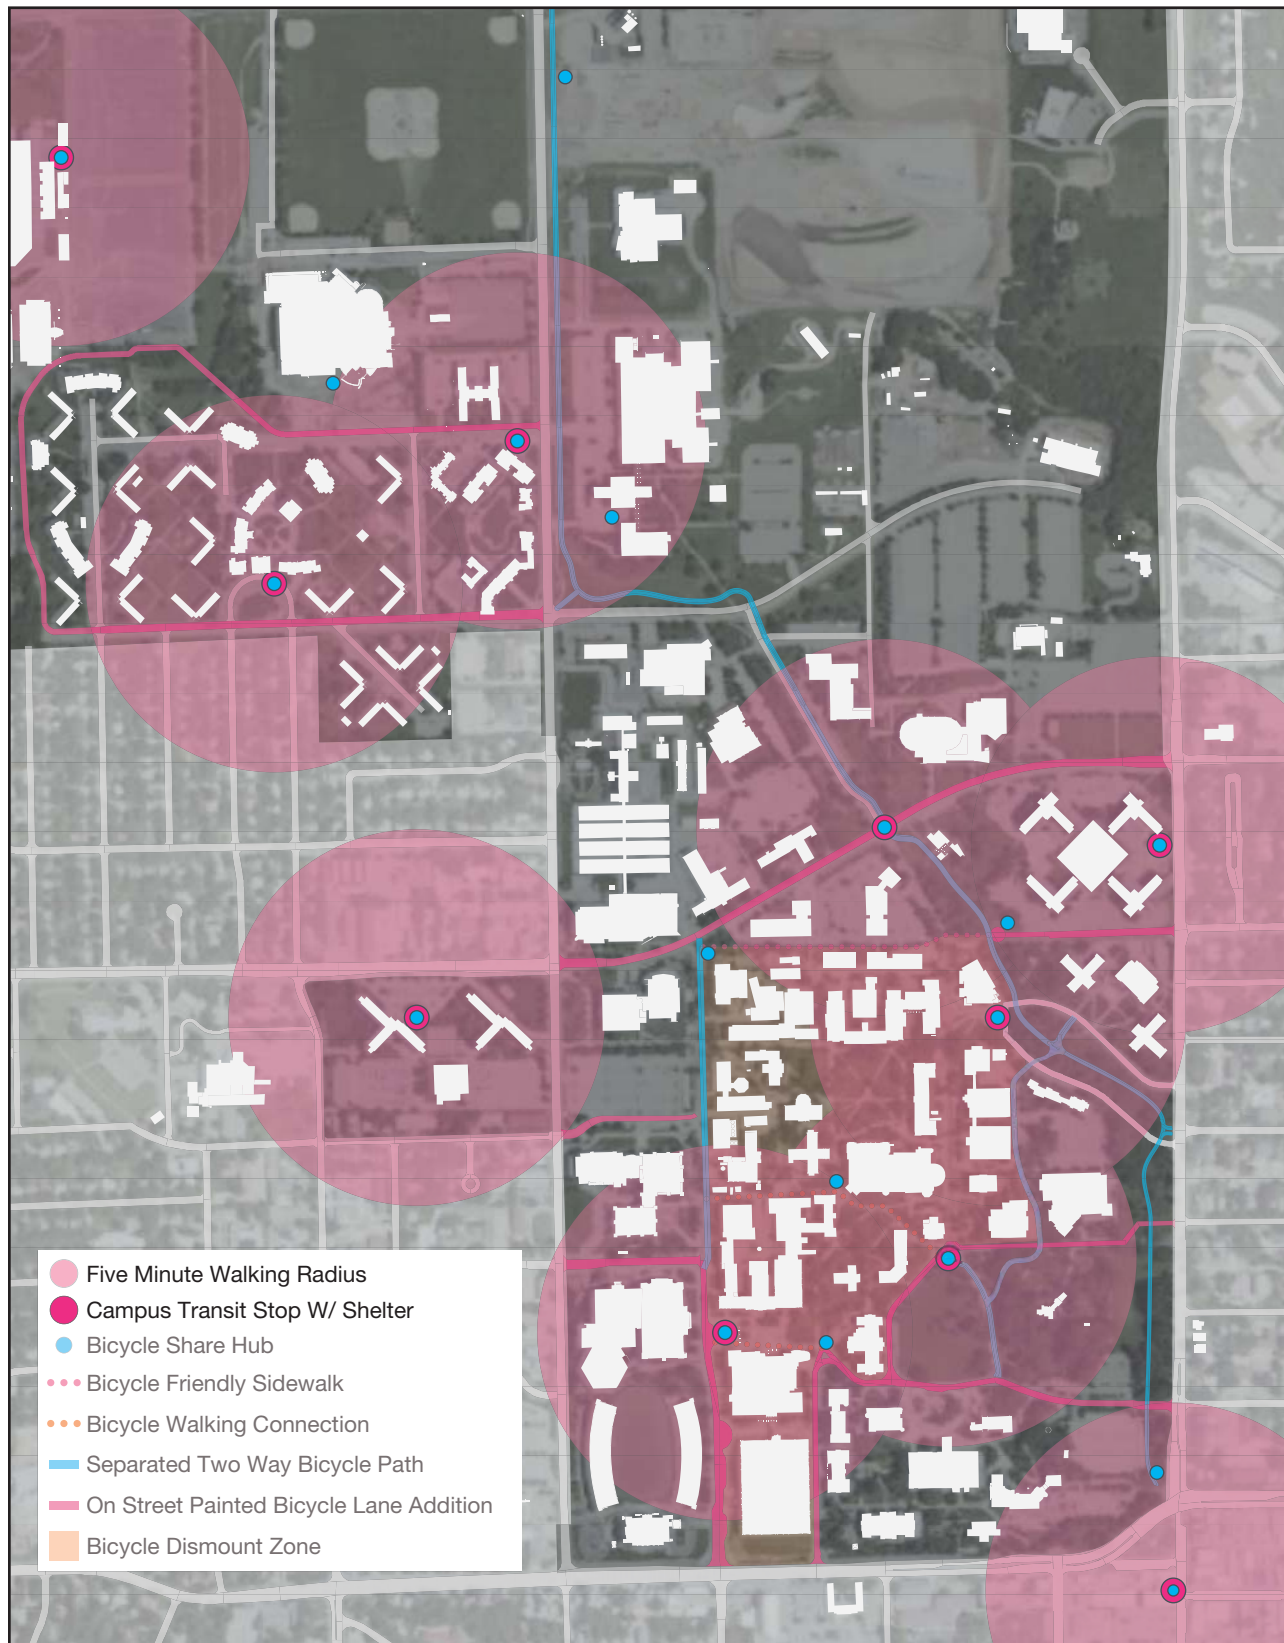 Five Minute Walking Radius
Campus Transit Stop W/ Shelter
Bicycle Share Hub
Bicycle Friendly Sidewalk
Bicycle Walking Connection
Separated Two Way Bicycle Path
On Street Painted Bicycle Lane Addition
Bicycle Dismount Zone